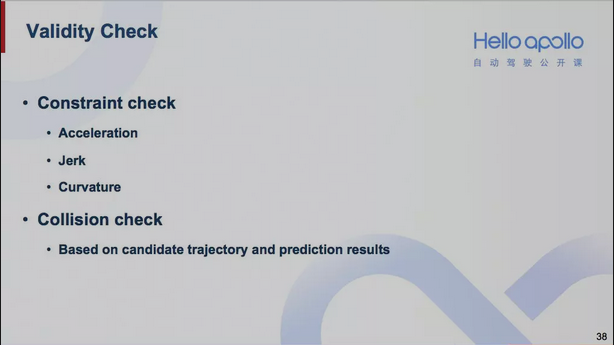 Validity Check
Hello apollo
自动驾驶公开课
• Constraint check
• Acceleration
• Jerk
• Curvature
• Collision check
• Based on candidate trajectory and prediction results
38